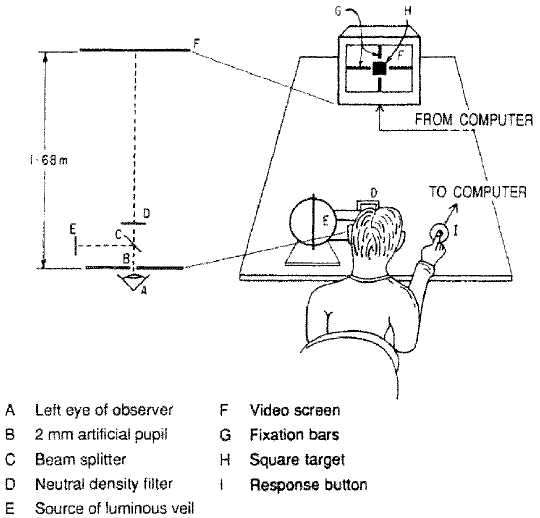 G
H
F
F
FROM COMPUTER
1·68m
D
E
C
B
A
D
E
TO COMPUTER
I
A Left eye of observer
B 2 mm artificial pupil
C Beam splitter
D Neutral density filter
E Source of luminous veil
F Video screen
G Fixation bars
H Square target
I Response button